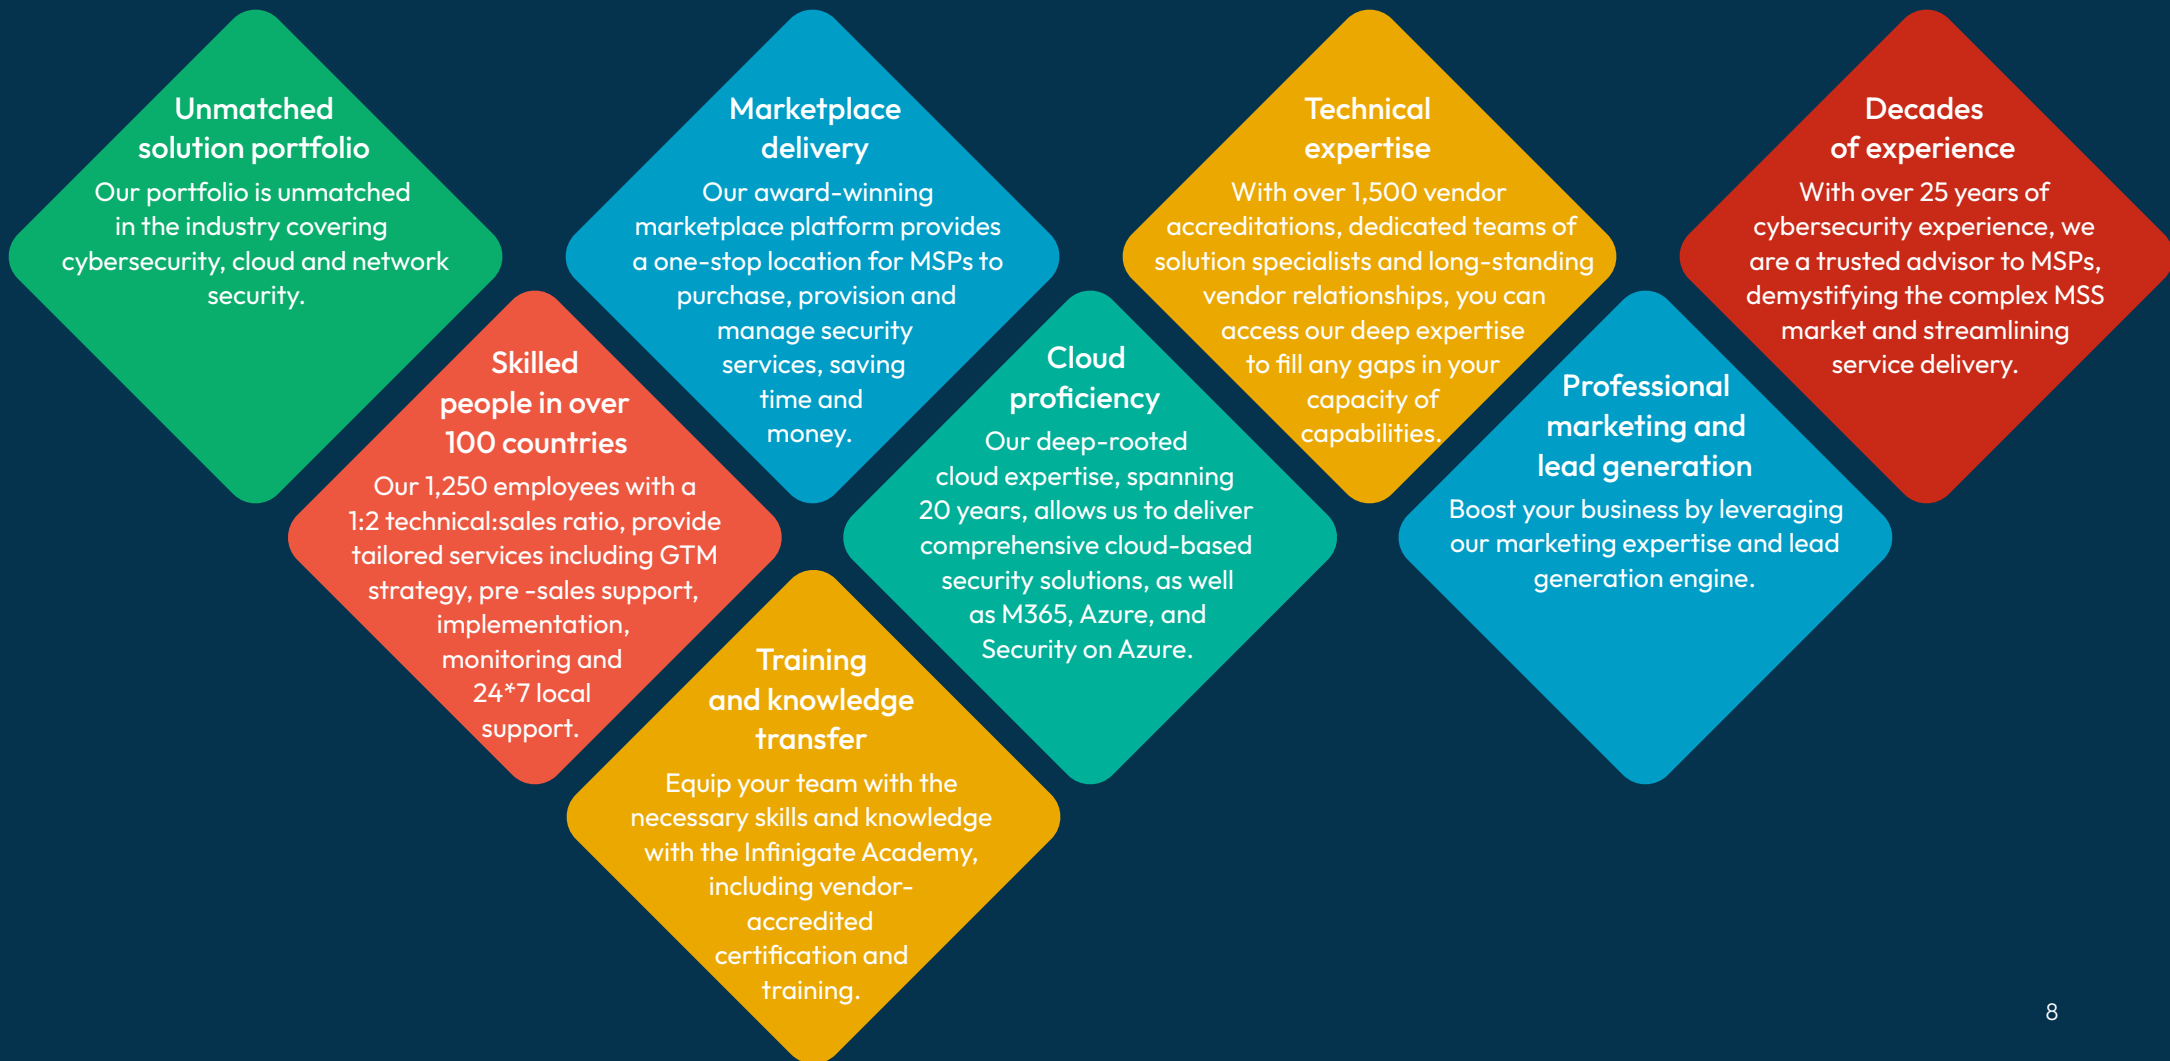 Unmatched
solution portfolio
Our portfolio is unmatched
in the industry covering
cybersecurity, cloud and network
security.
Marketplace
delivery
Our award-winning
marketplace platform provides
a one-stop location for MSPs to
purchase, provision and
manage security
services, saving
time and
money.
Technical
expertise
With over 1,500 vendor
accreditations, dedicated teams of
solution specialists and long-standing
vendor relationships, you can
access our deep expertise
to fill any gaps in your
capacity of
capabilities.
Decades
of experience
With over 25 years of
cybersecurity experience, we
are a trusted advisor to MSPs,
demystifying the complex MSS
market and streamlining
service delivery.
Skilled
people in over
100 countries
Our 1,250 employees with a
1:2 technical:sales ratio, provide
tailored services including GTM
strategy, pre -sales support,
implementation,
monitoring and
24*7 local
support.
Cloud
proficiency
Our deep-rooted
cloud expertise, spanning
20 years, allows us to deliver
comprehensive cloud-based
security solutions, as well
as M365, Azure, and
Security on Azure.
Professional
marketing and
lead generation
Boost your business by leveraging
our marketing expertise and lead
generation engine.
Training
and knowledge
transfer
Equip your team with the
necessary skills and knowledge
with the Infinigate Academy,
including vendor-
accredited
certification and
training.
8